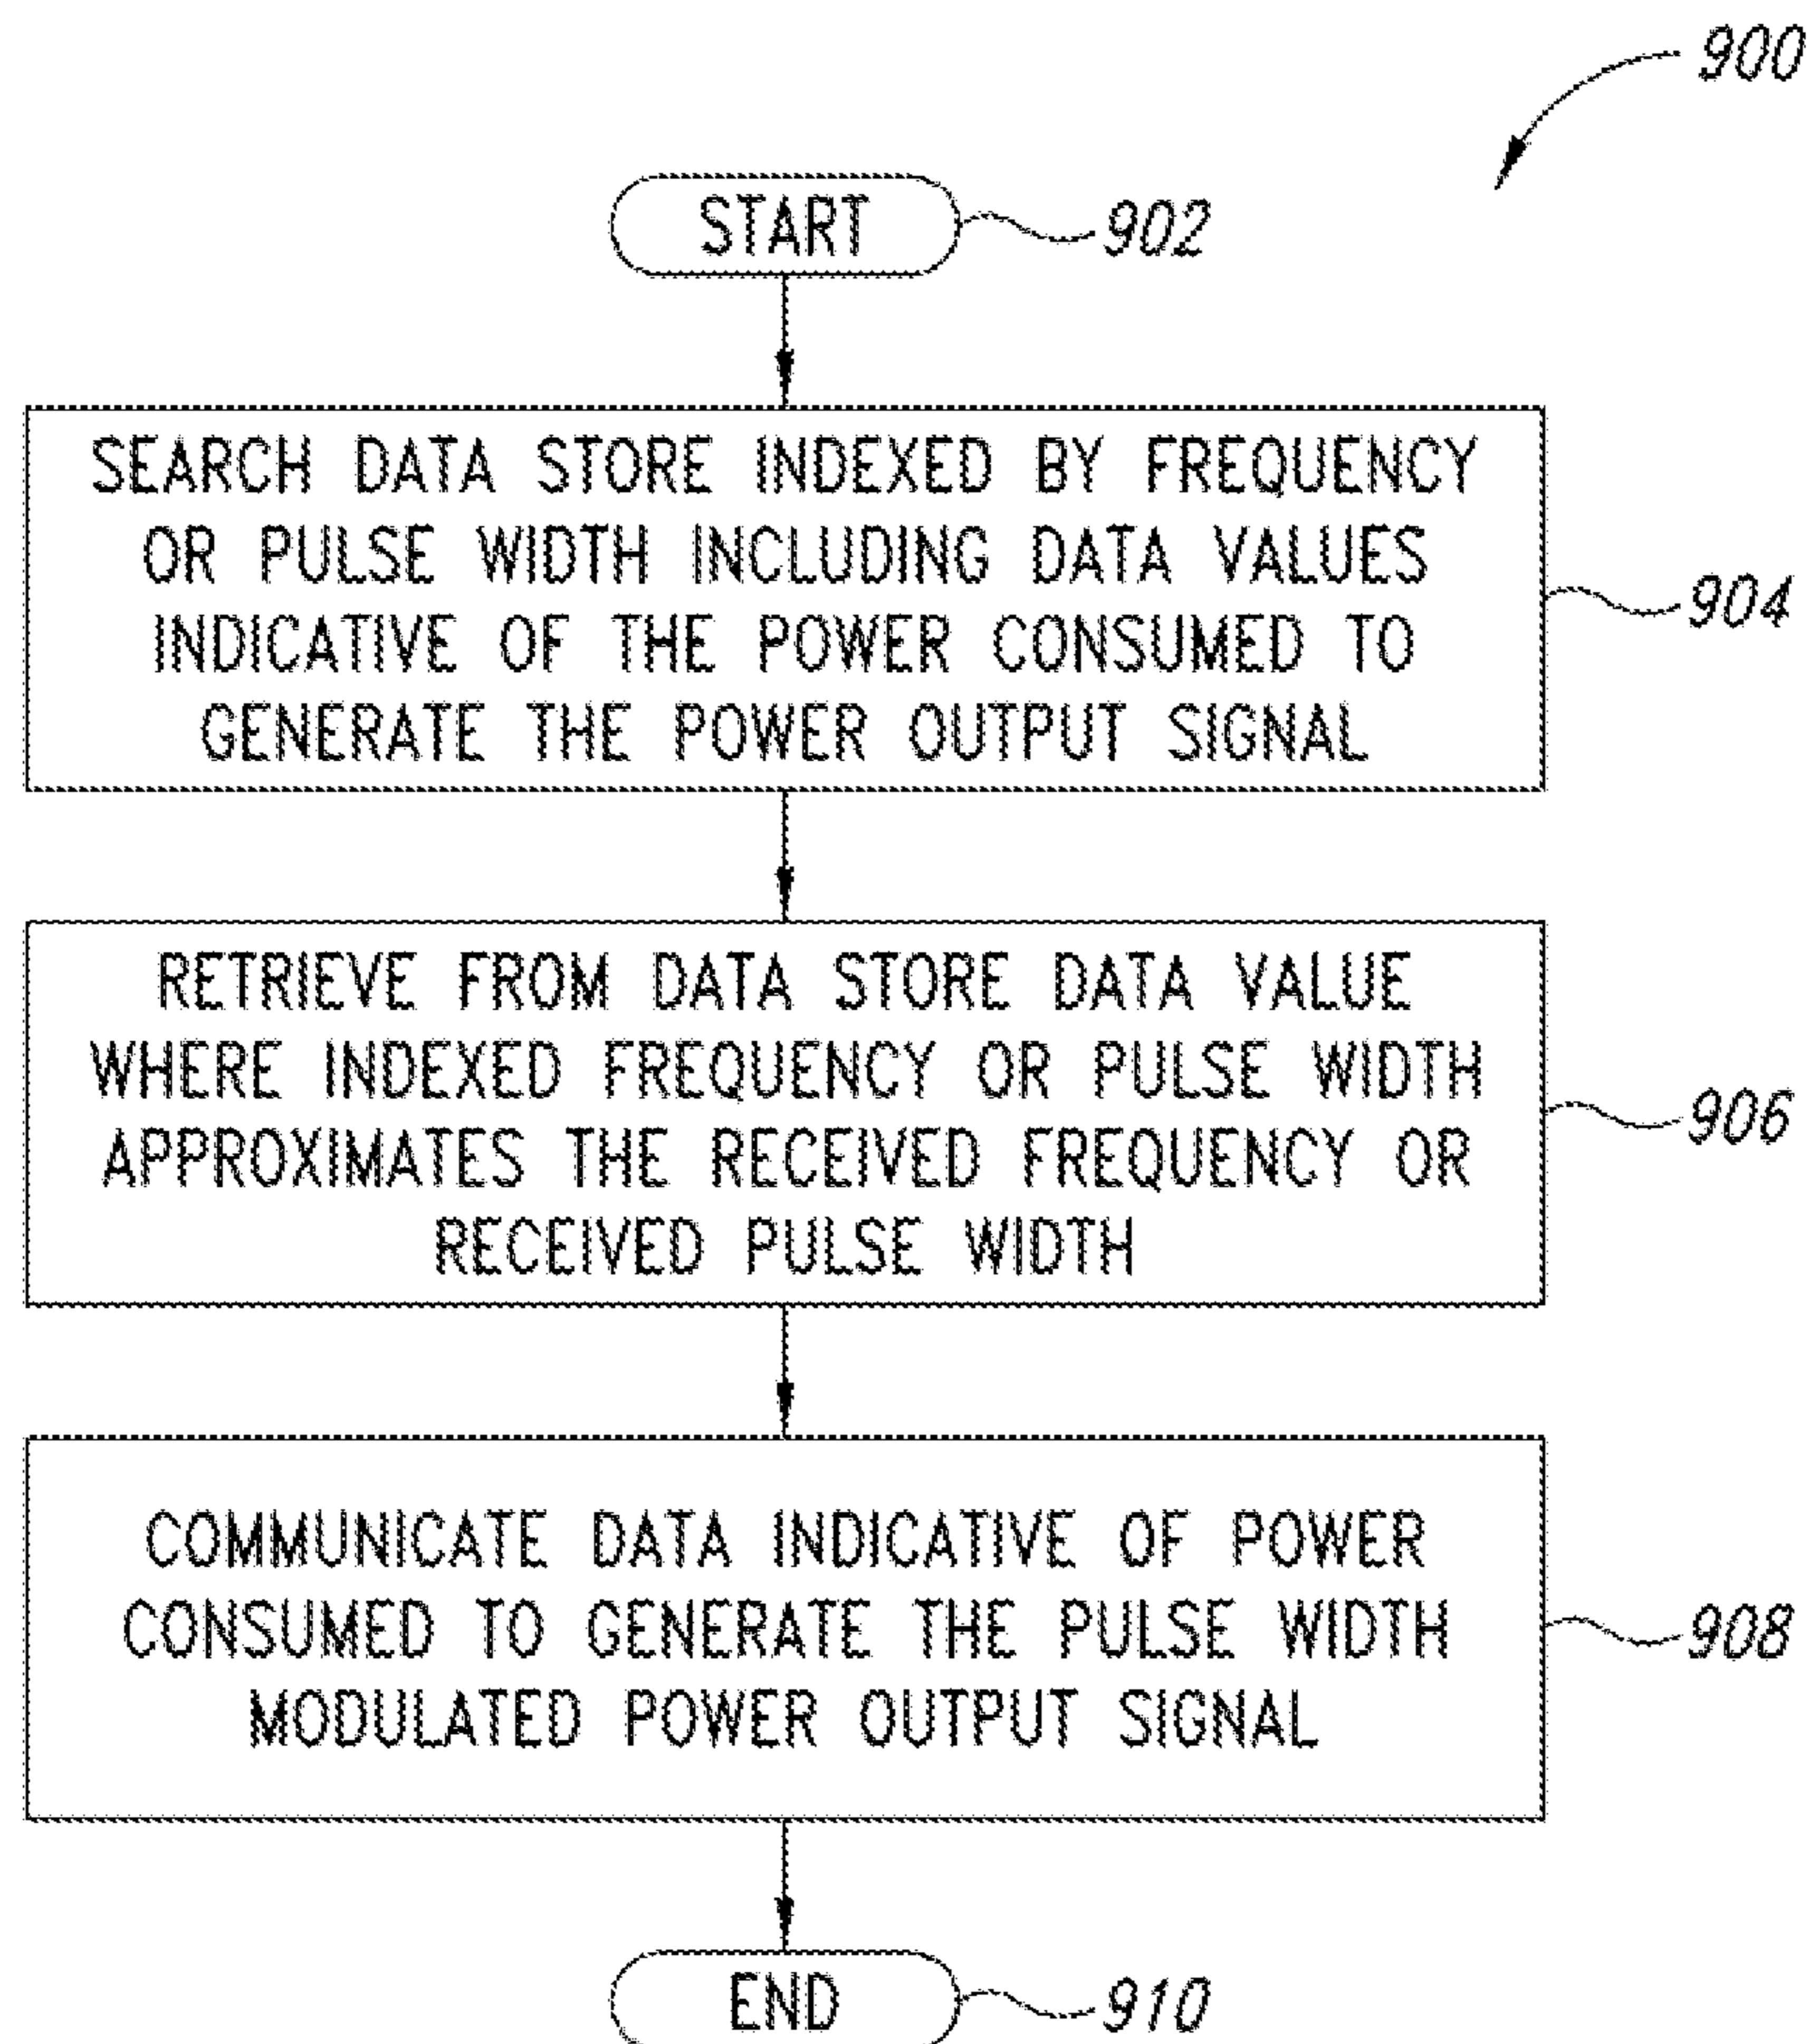 900
START
902
SEARCH DATA STORE INDEXED BY FREQUENCY
OR PULSE WIDTH INCLUDING DATA VALUES
INDICATIVE OF THE POWER CONSUMED TO
GENERATE THE POWER OUTPUT SIGNAL
904
RETRIEVE FROM DATA STORE DATA VALUE
WHERE INDEXED FREQUENCY OR PULSE WIDTH
APPROXIMATES THE RECEIVED FREQUENCY OR
RECEIVED PULSE WIDTH
906
COMMUNICATE DATA INDICATIVE OF POWER
CONSUMED TO GENERATE THE PULSE WIDTH
MODULATED POWER OUTPUT SIGNAL
908
END
910